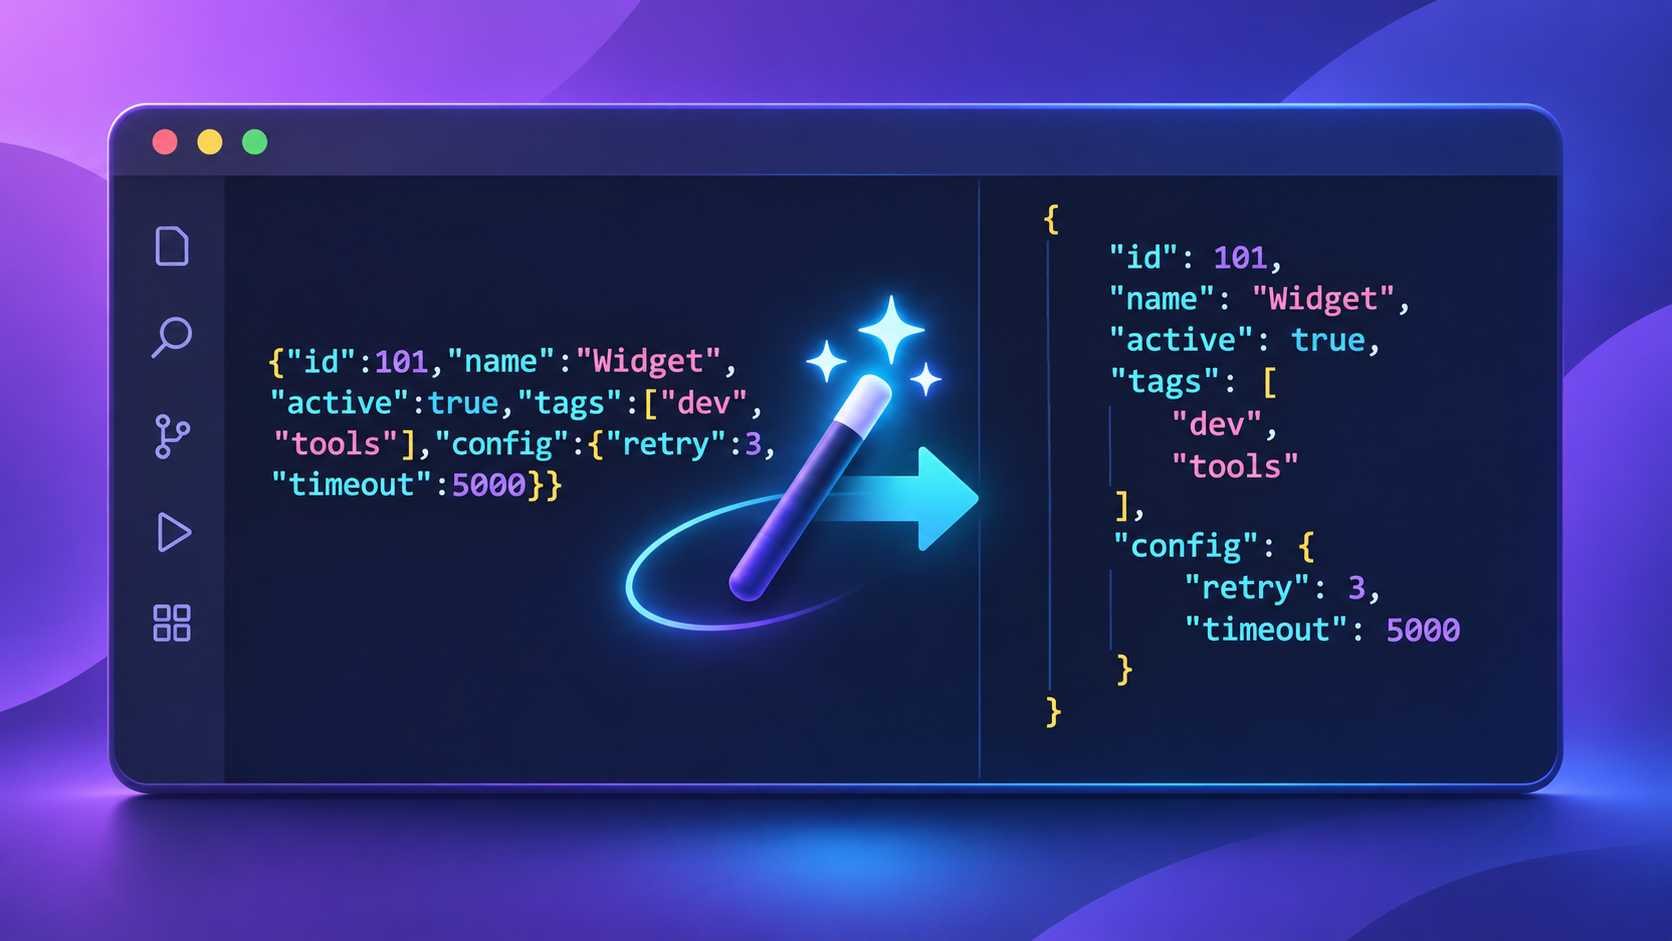 {"id":101,"name":"Widget",
"active":true,"tags":["dev",
"tools"],"config":{"retry":3,
"timeout":5000}}
{
"id": 101,
"name": "Widget",
"active": true,
"tags": [
"dev",
"tools"
],
"config": {
"retry": 3,
"timeout": 5000
}
}